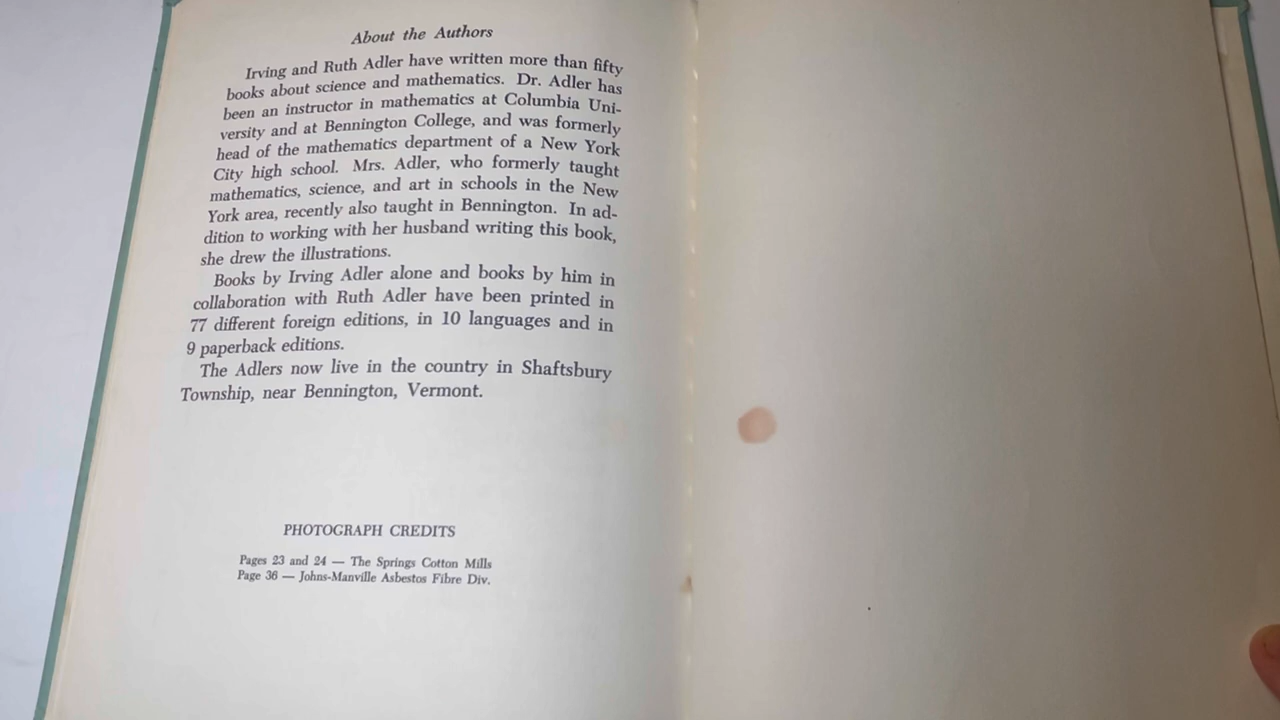 About the Authors
Irving and Ruth Adler have written more than fifty
books about science and mathematics. Dr. Adler has
been an instructor in mathematics at Columbia Uni-
versity and at Bennington College, and was formerly
head of the mathematics department of a New York
City high school. Mrs. Adler, who formerly taught
mathematics, science, and art in schools in the New
York area, recently also taught in Bennington. In ad-
dition to working with her husband writing this book,
she drew the illustrations.
Books by Irving Adler alone and books by him in
collaboration with Ruth Adler have been printed in
77 different foreign editions, in 10 languages and in
9 paperback editions.
The Adlers now live in the country in Shaftsbury
Township, near Bennington, Vermont.
PHOTOGRAPH CREDITS
Pages 23 and 24 — The Springs Cotton Mills
Page 36 — Johns-Manville Asbestos Fibre Div.